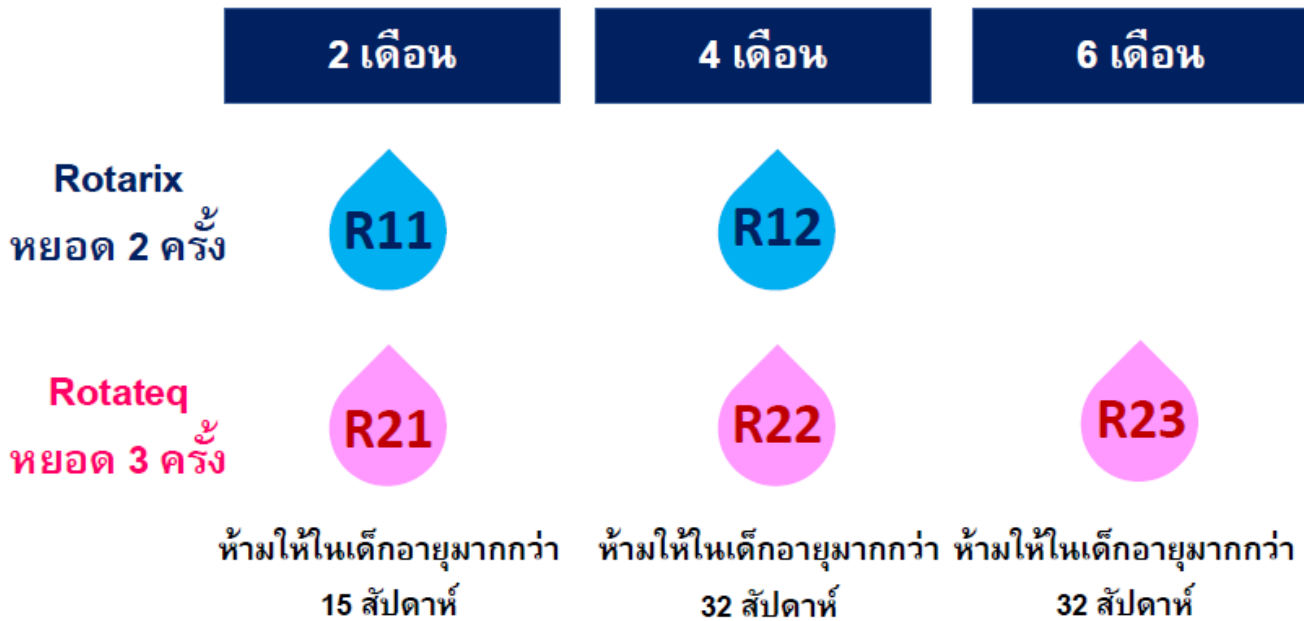 2 เดือน
4 เดือน
6 เดือน
Rotarix
หยอด 2 ครั้ง
R11
R12
Rotateq
หยอด 3 ครั้ง
R21
R22
R23
ห้ามให้ในเด็กอายุมากกว่า
15 สัปดาห์
ห้ามให้ในเด็กอายุมากกว่า
32 สัปดาห์
ห้ามให้ในเด็กอายุมากกว่า
32 สัปดาห์